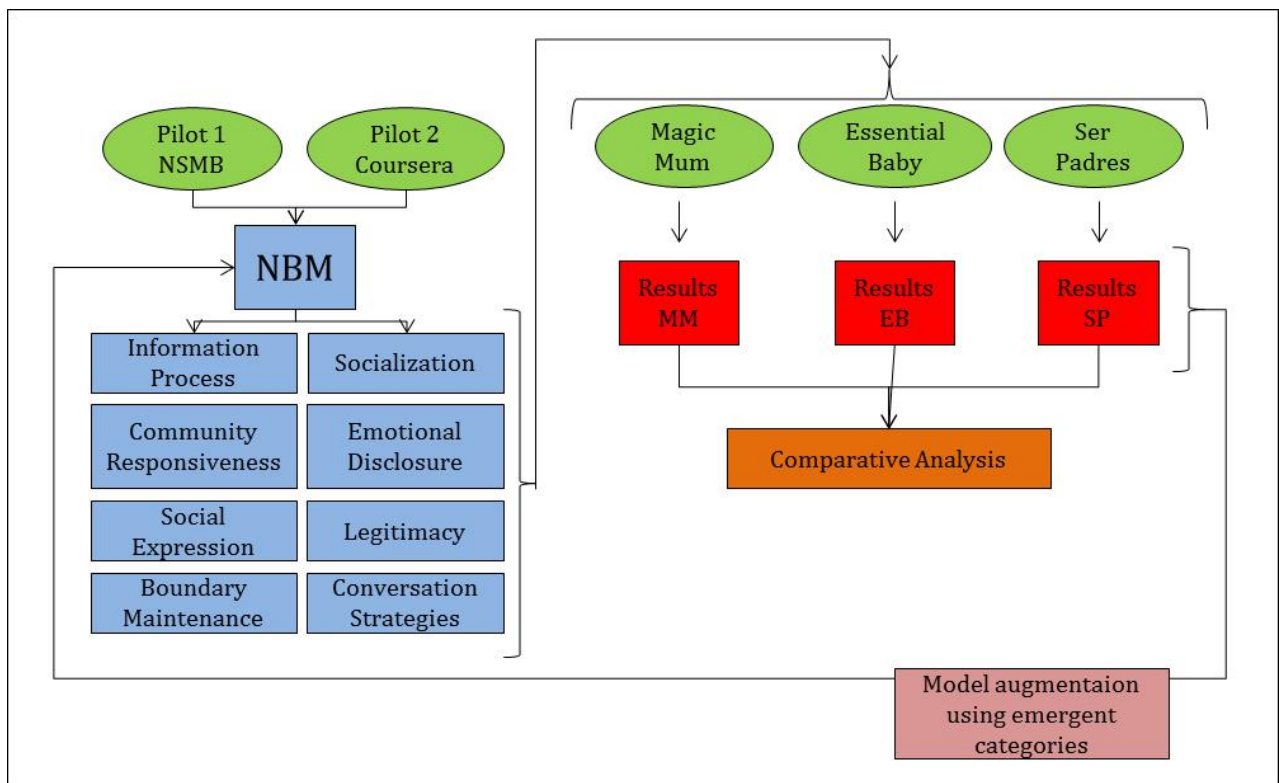 Pilot 1
NSMB
Pilot 2
Coursera
NBM
Information
Process
Socialization
Community
Responsiveness
Emotional
Disclosure
Social
Expression
Legitimacy
Boundary
Maintenance
Conversation
Strategies
Magic
Mum
Essential
Baby
Ser
Padres
Results
MM
Results
EB
Results
SP
Comparative Analysis
Model augmentaion
using emergent
categories